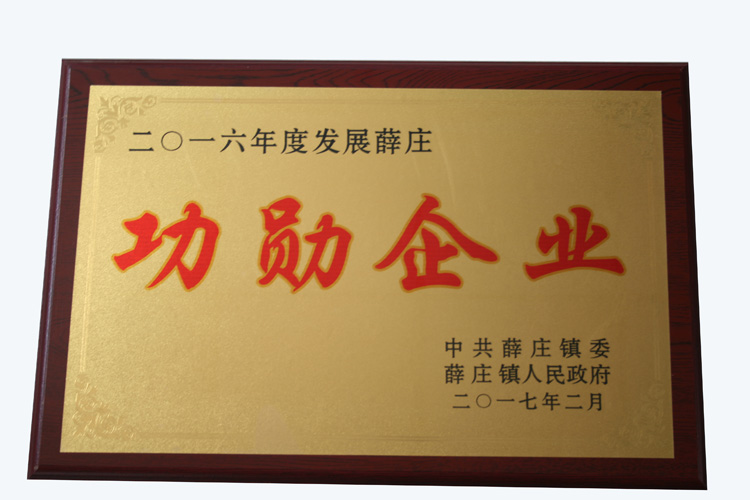 二〇一六年度发展薛庄
功勋企业
中共薛庄镇委
薛庄镇人民政府
二〇一七年二月